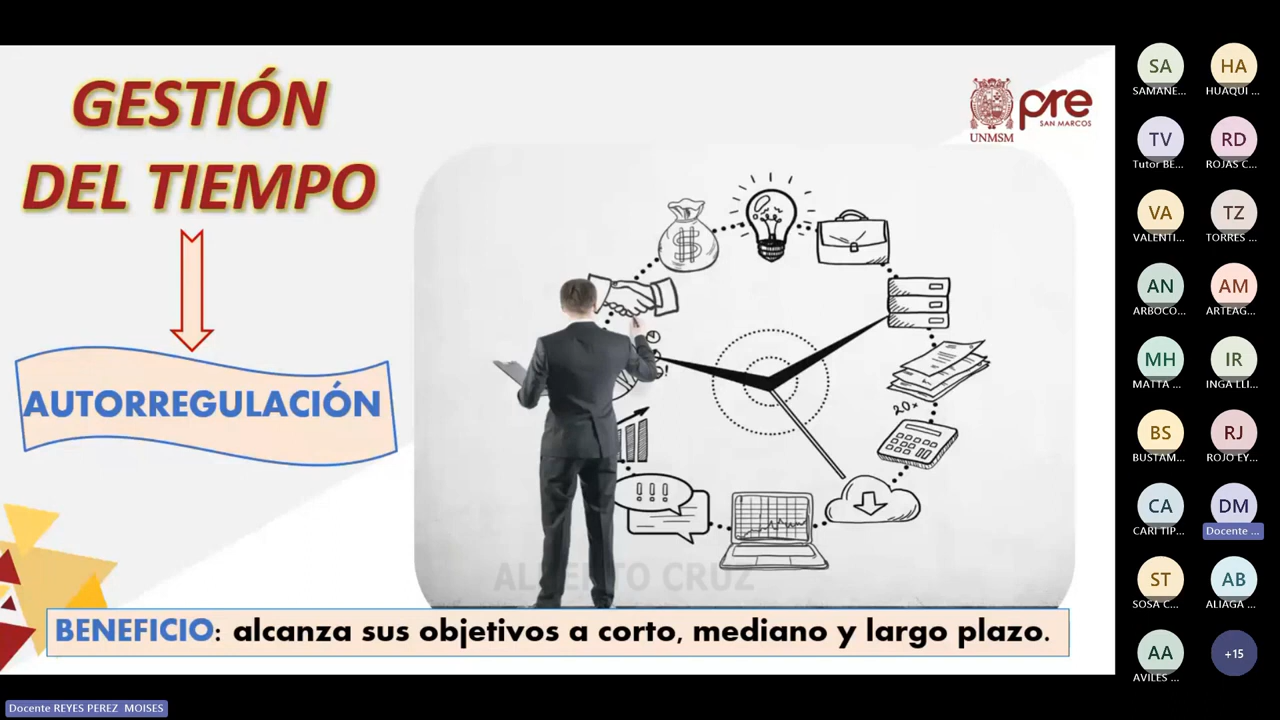 GESTIÓN
DEL TIEMPO
AUTORREGULACIÓN
UNMSM
pre
SAN MARCOS
$
20+
!!!
ALBERTO CRUZ
BENEFICIO: alcanza sus objetivos a corto, mediano y largo plazo.
SA
SAMANE...
HA
HUAQUI ...
TV
Tutor BE...
RD
ROJAS C...
VA
VALENTI...
TZ
TORRES ...
AN
ARBOCO...
AM
ARTEAG...
MH
MATTA ...
IR
INGA LLI...
BS
BUSTAM...
RJ
ROJO EY...
CA
CARI TIP...
DM
Docente ...
ST
SOSA C...
AB
ALIAGA ...
AA
AVILES ...
+15
Docente REYES PEREZ MOISES